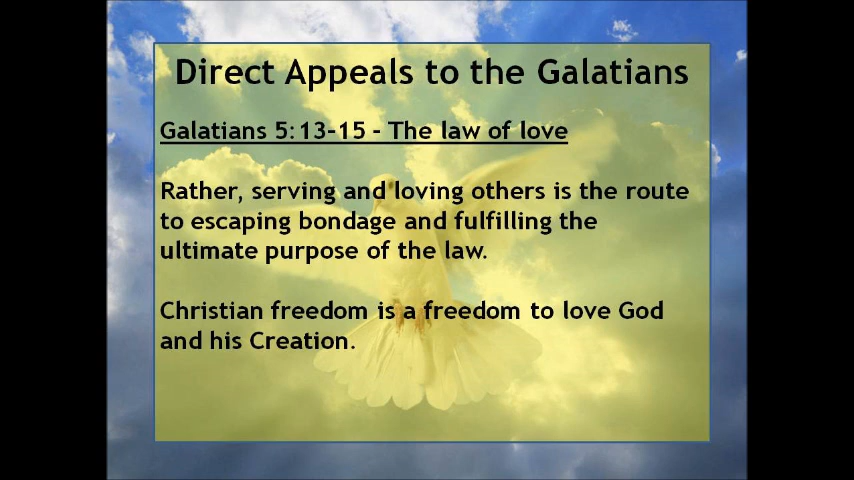 Direct Appeals to the Galatians
Galatians 5:13-15 - The law of love
Rather, serving and loving others is the route
to escaping bondage and fulfilling the
ultimate purpose of the law.
Christian freedom is a freedom to love God
and his Creation.